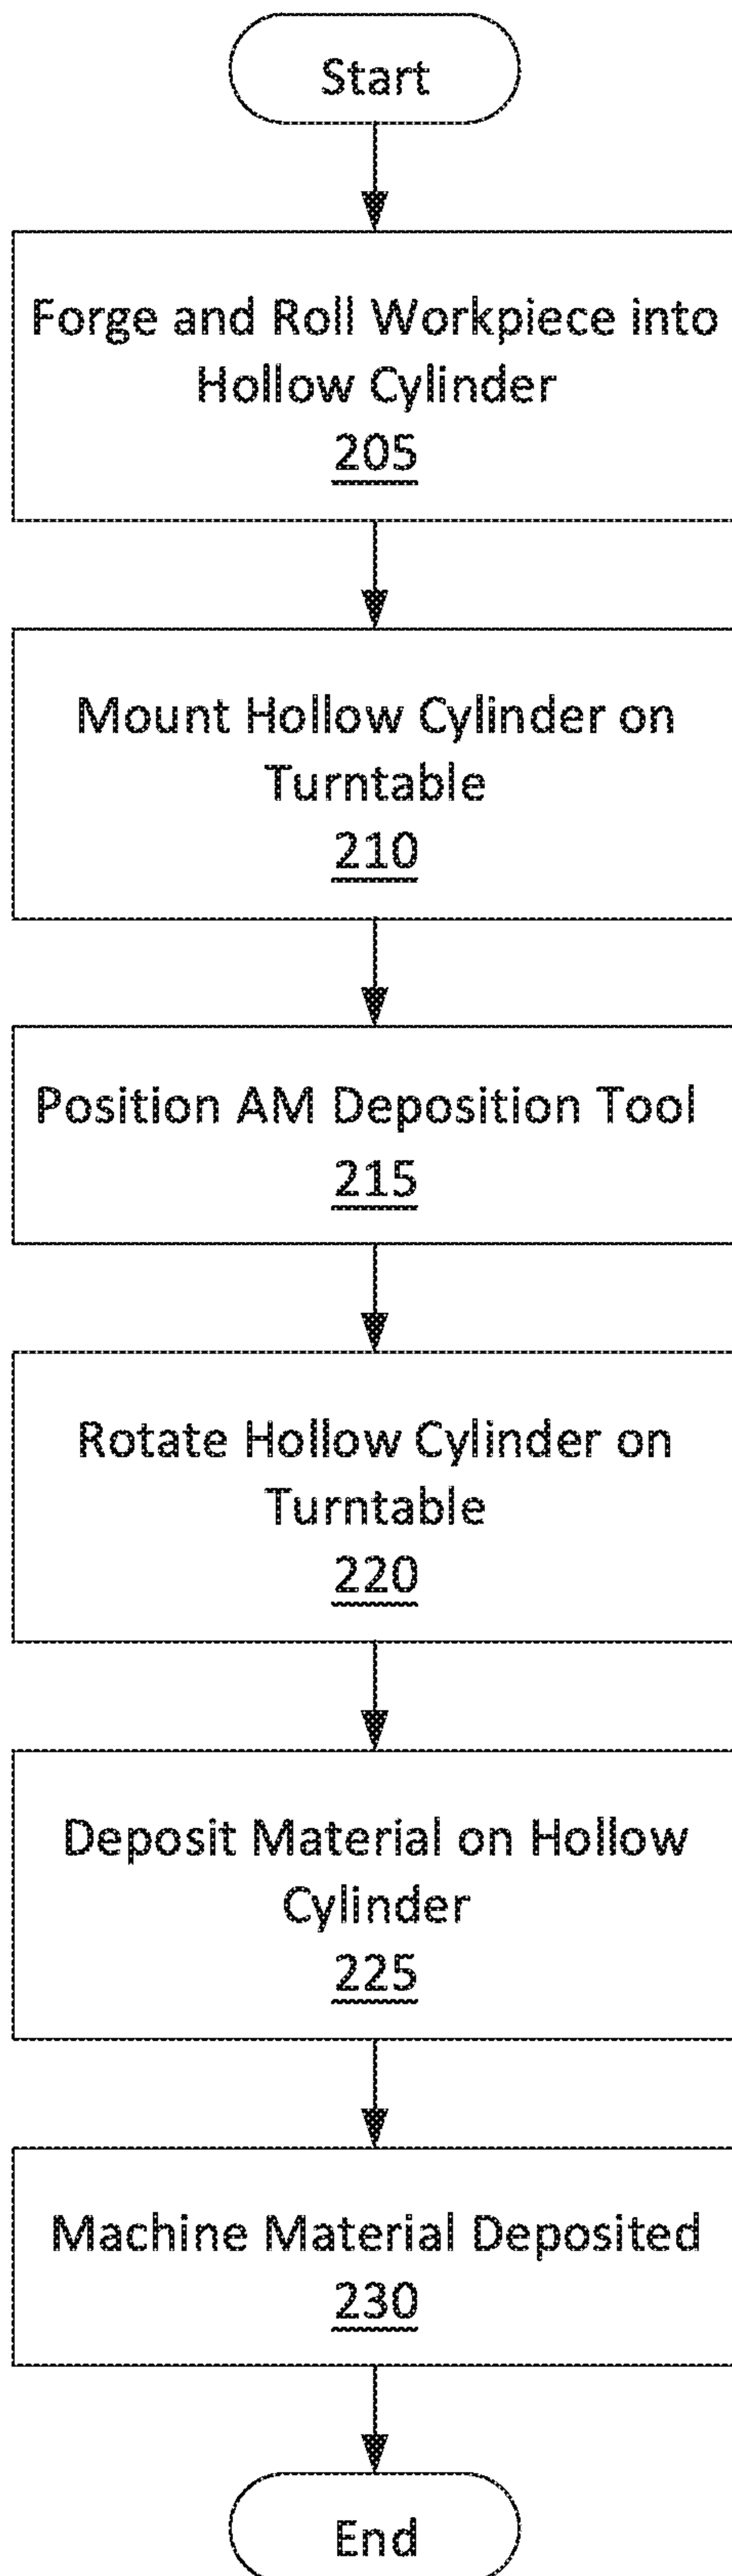 Start
Forge and Roll Workpiece into
Hollow Cylinder
205
Mount Hollow Cylinder on
Turntable
210
Position AM Deposition Tool
215
Rotate Hollow Cylinder on
Turntable
220
Deposit Material on Hollow
Cylinder
225
Machine Material Deposited
230
End